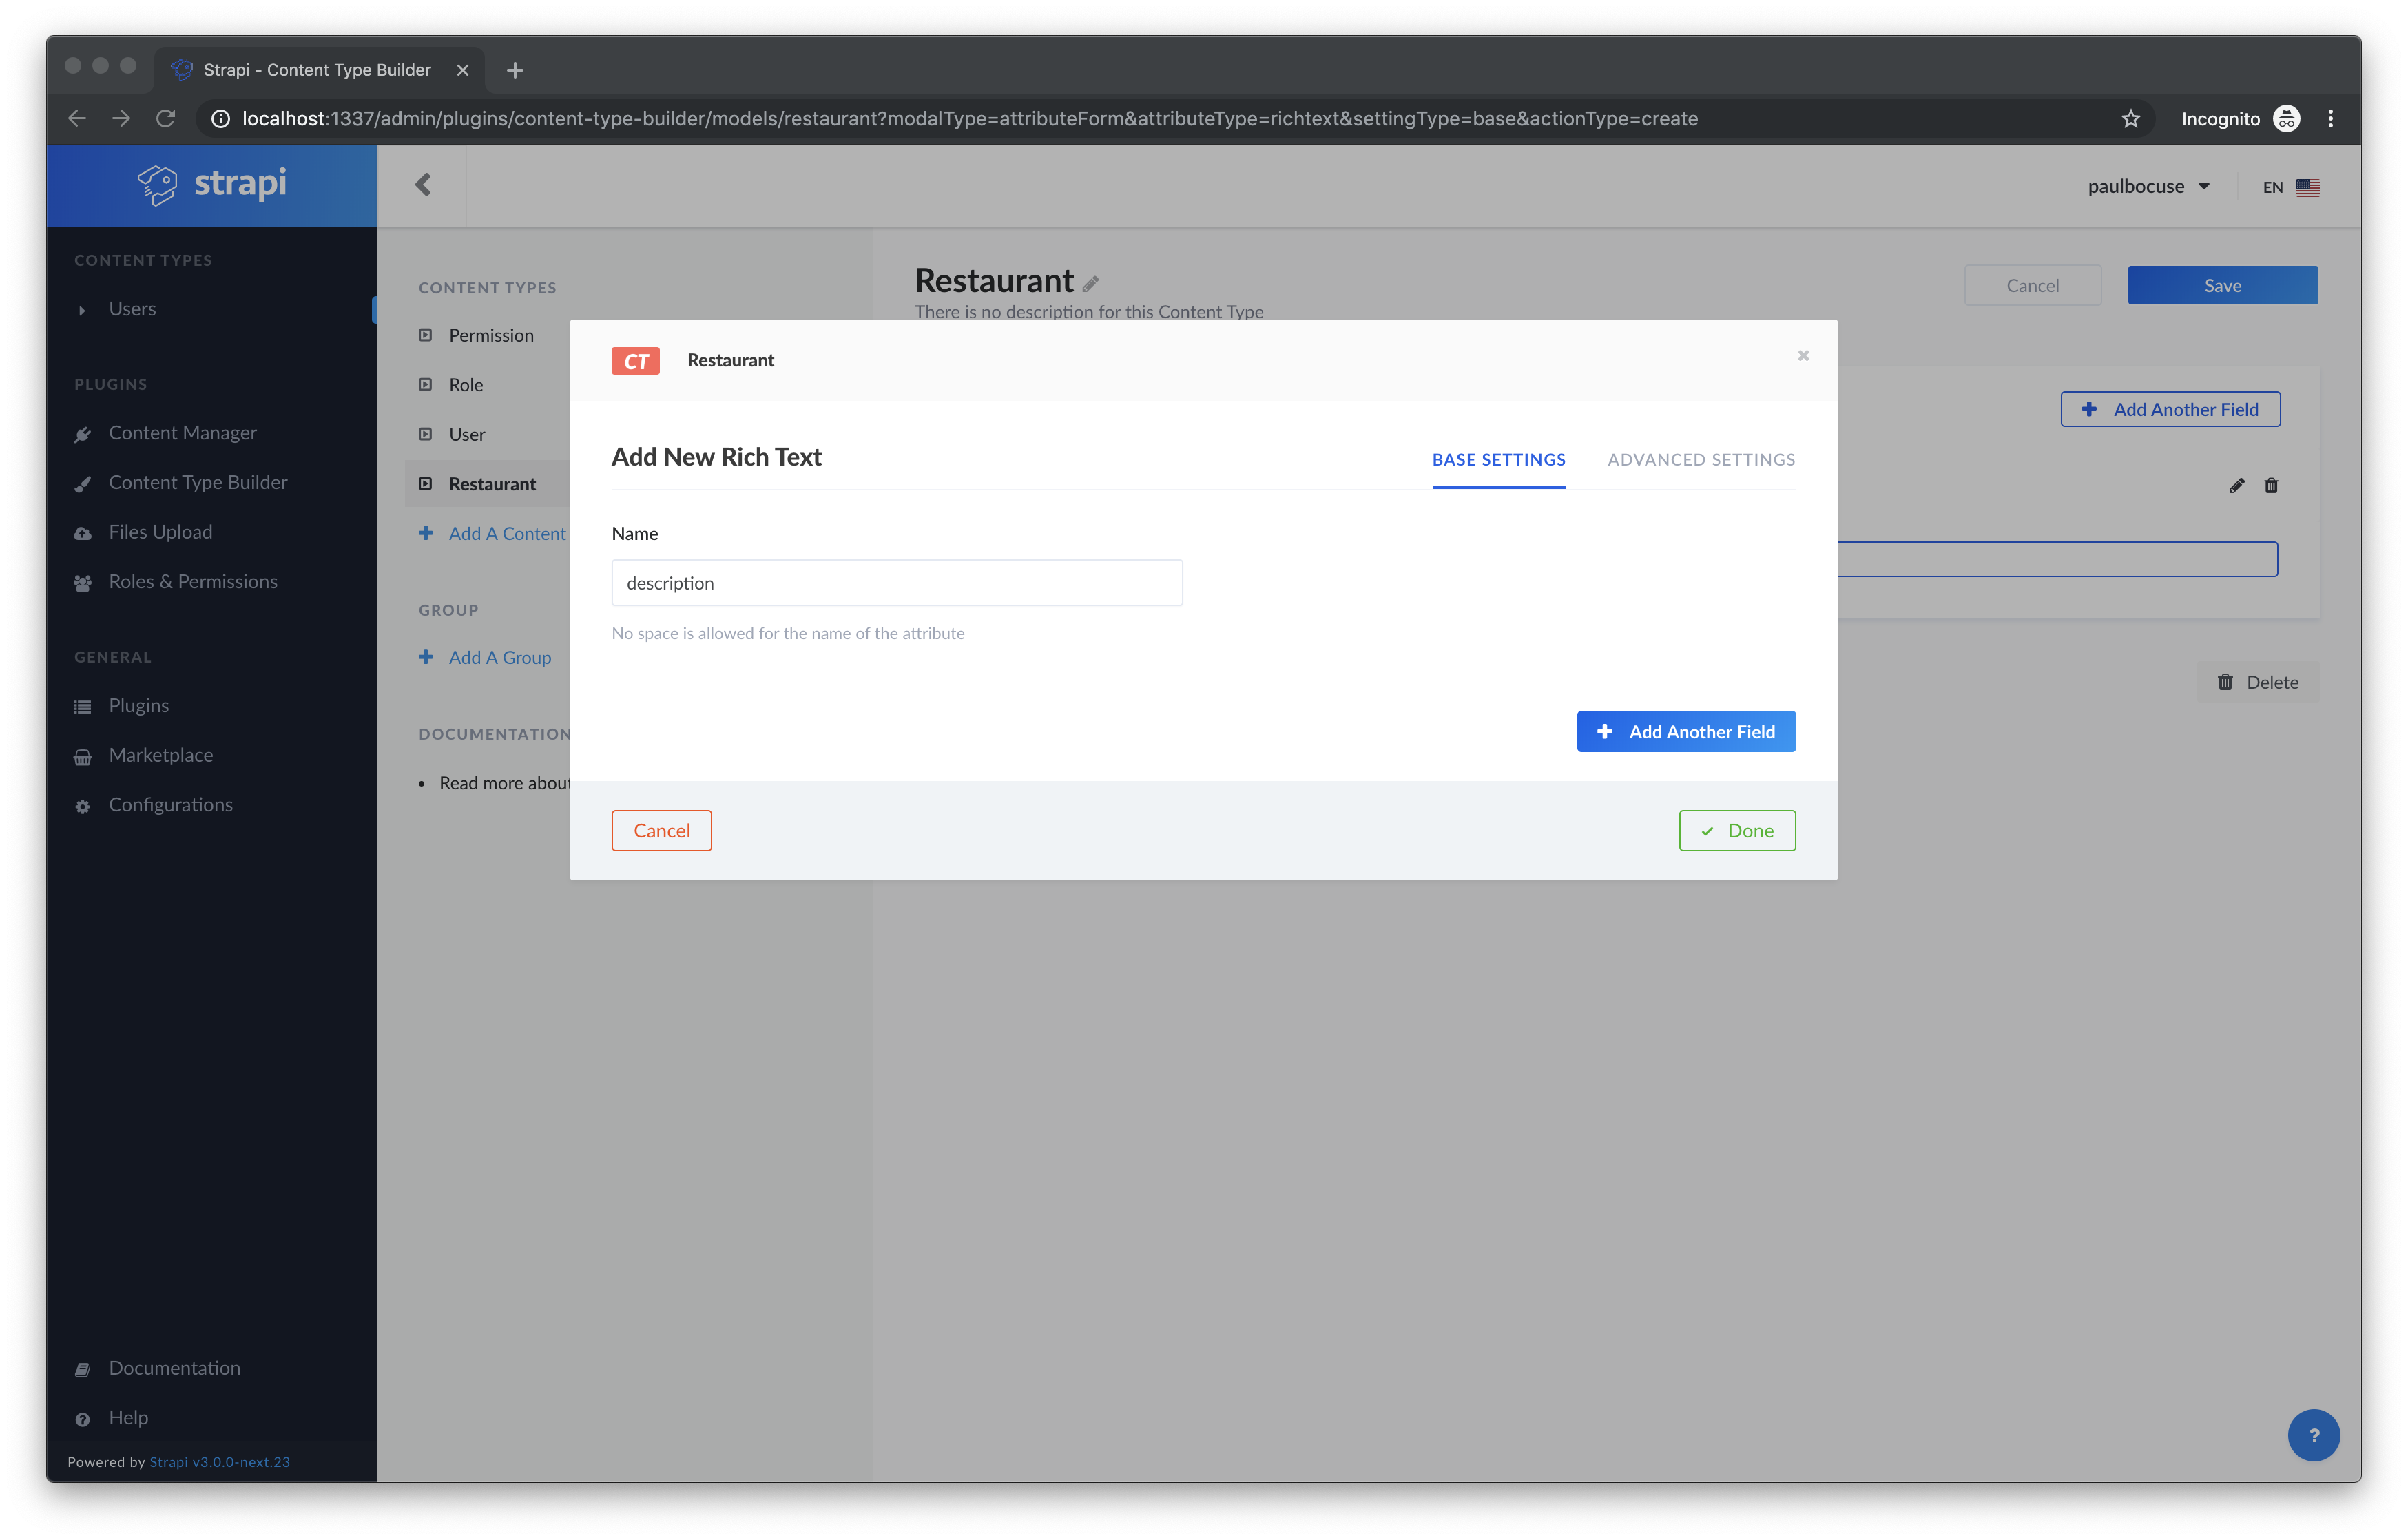 Strapi - Content Type Builder
localhost:1337/admin/plugins/content-type-builder/models/restaurant?modalType=attributeForm&attributeType=richtext&settingType=base&actionType=create
Incognito
strapi
paulbocuse
EN
CONTENT TYPES
Users
PLUGINS
Content Manager
Content Type Builder
Files Upload
Roles & Permissions
GENERAL
Plugins
Marketplace
Configurations
Documentation
Help
Powered by Strapi v3.0.0-next.23
CONTENT TYPES
Permission
Role
User
Restaurant
Add A Content
GROUP
Add A Group
DOCUMENTATION
Read more about
Restaurant
There is no description for this Content Type
Cancel
Save
Add Another Field
Delete
CT Restaurant
Add New Rich Text
BASE SETTINGS
ADVANCED SETTINGS
Name
description
No space is allowed for the name of the attribute
Add Another Field
Cancel
Done
?